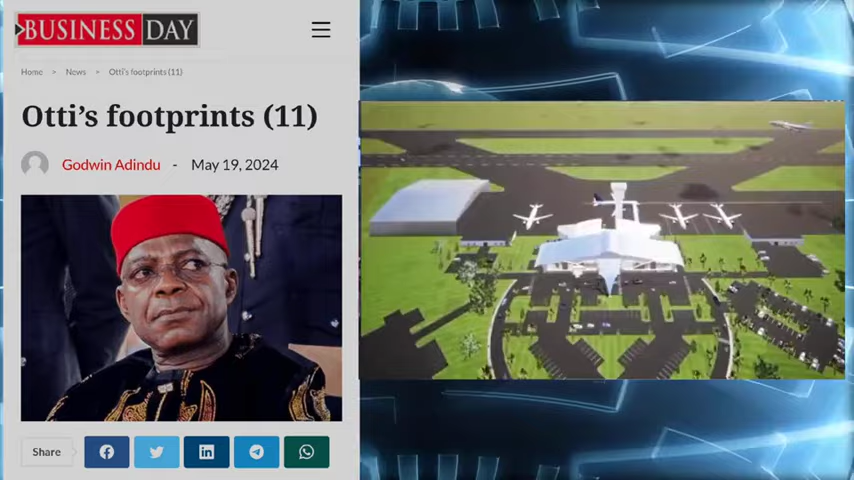 BUSINESS DAY
Home > News > Otti's footprints (11)
Otti's footprints (11)
Godwin Adindu - May 19, 2024
Share